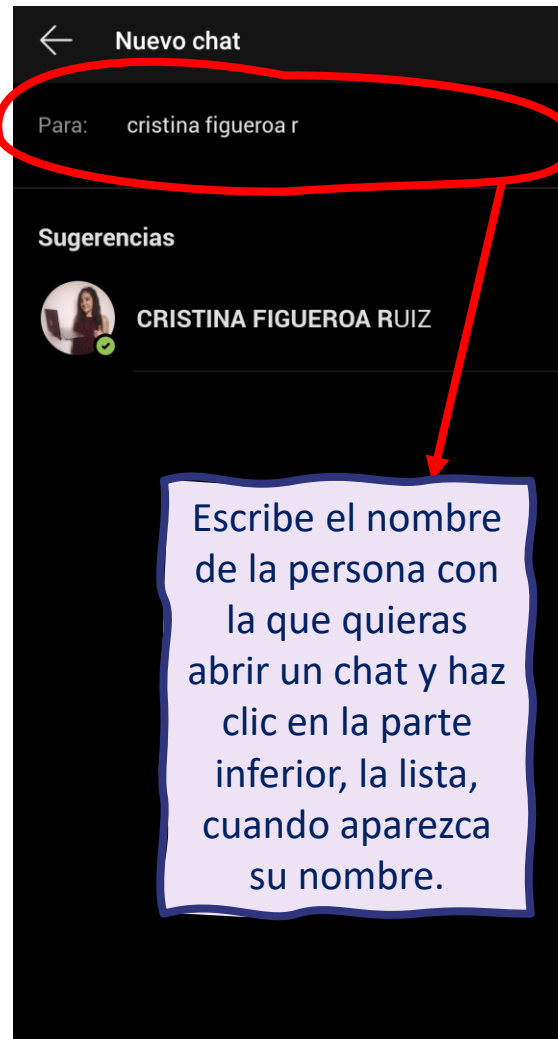 Nuevo chat
Para: cristina figueroa r
Sugerencias
CRISTINA FIGUEROA RUIZ
Escribe el nombre
de la persona con
la que quieras
abrir un chat y haz
clic en la parte
inferior, la lista,
cuando aparezca
su nombre.